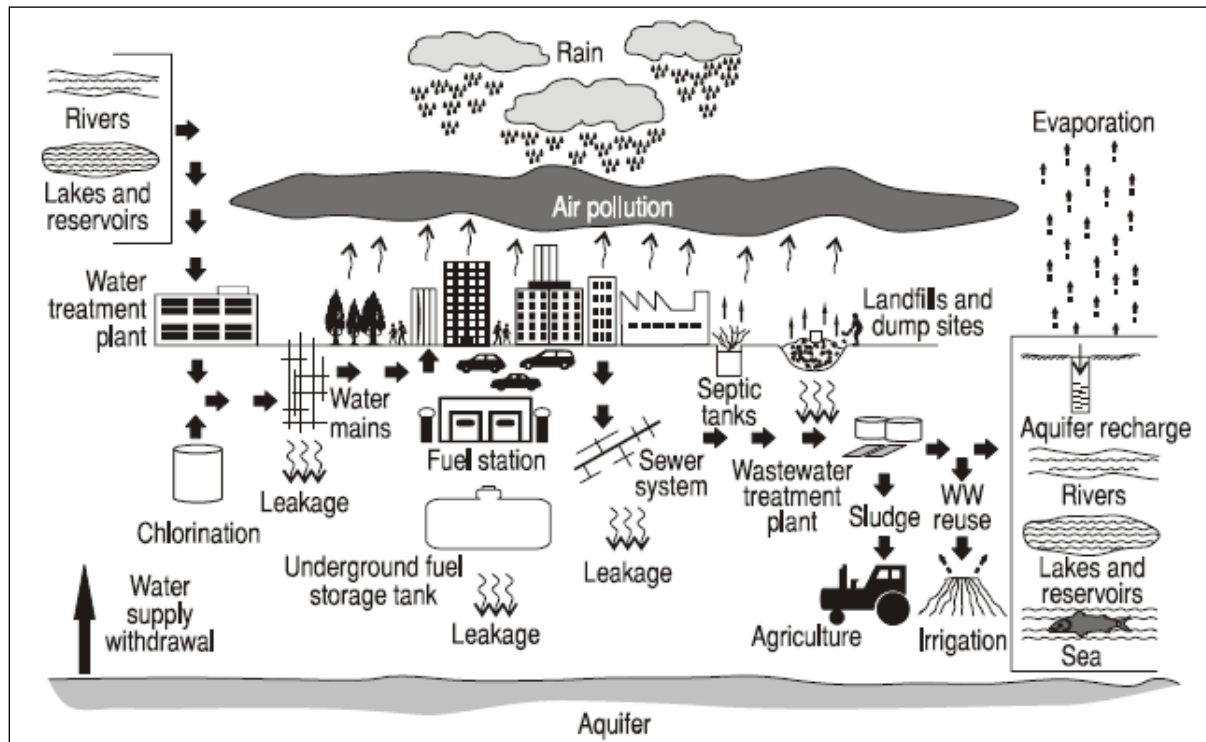 Rain
Rivers
Lakes and
reservoirs
Evaporation
Air pollution
Water
treatment
plant
Landfills and
dump sites
Water
mains
Septic
tanks
Aquifer recharge
Fuel station
Sewer
system
Wastewater
treatment
plant
Leakage
Chlorination
Sludge
WW
reuse
Rivers
Underground fuel
storage tank
Leakage
Lakes and
reservoirs
Water
supply
withdrawal
Leakage
Agriculture
Irrigation
Sea
Aquifer